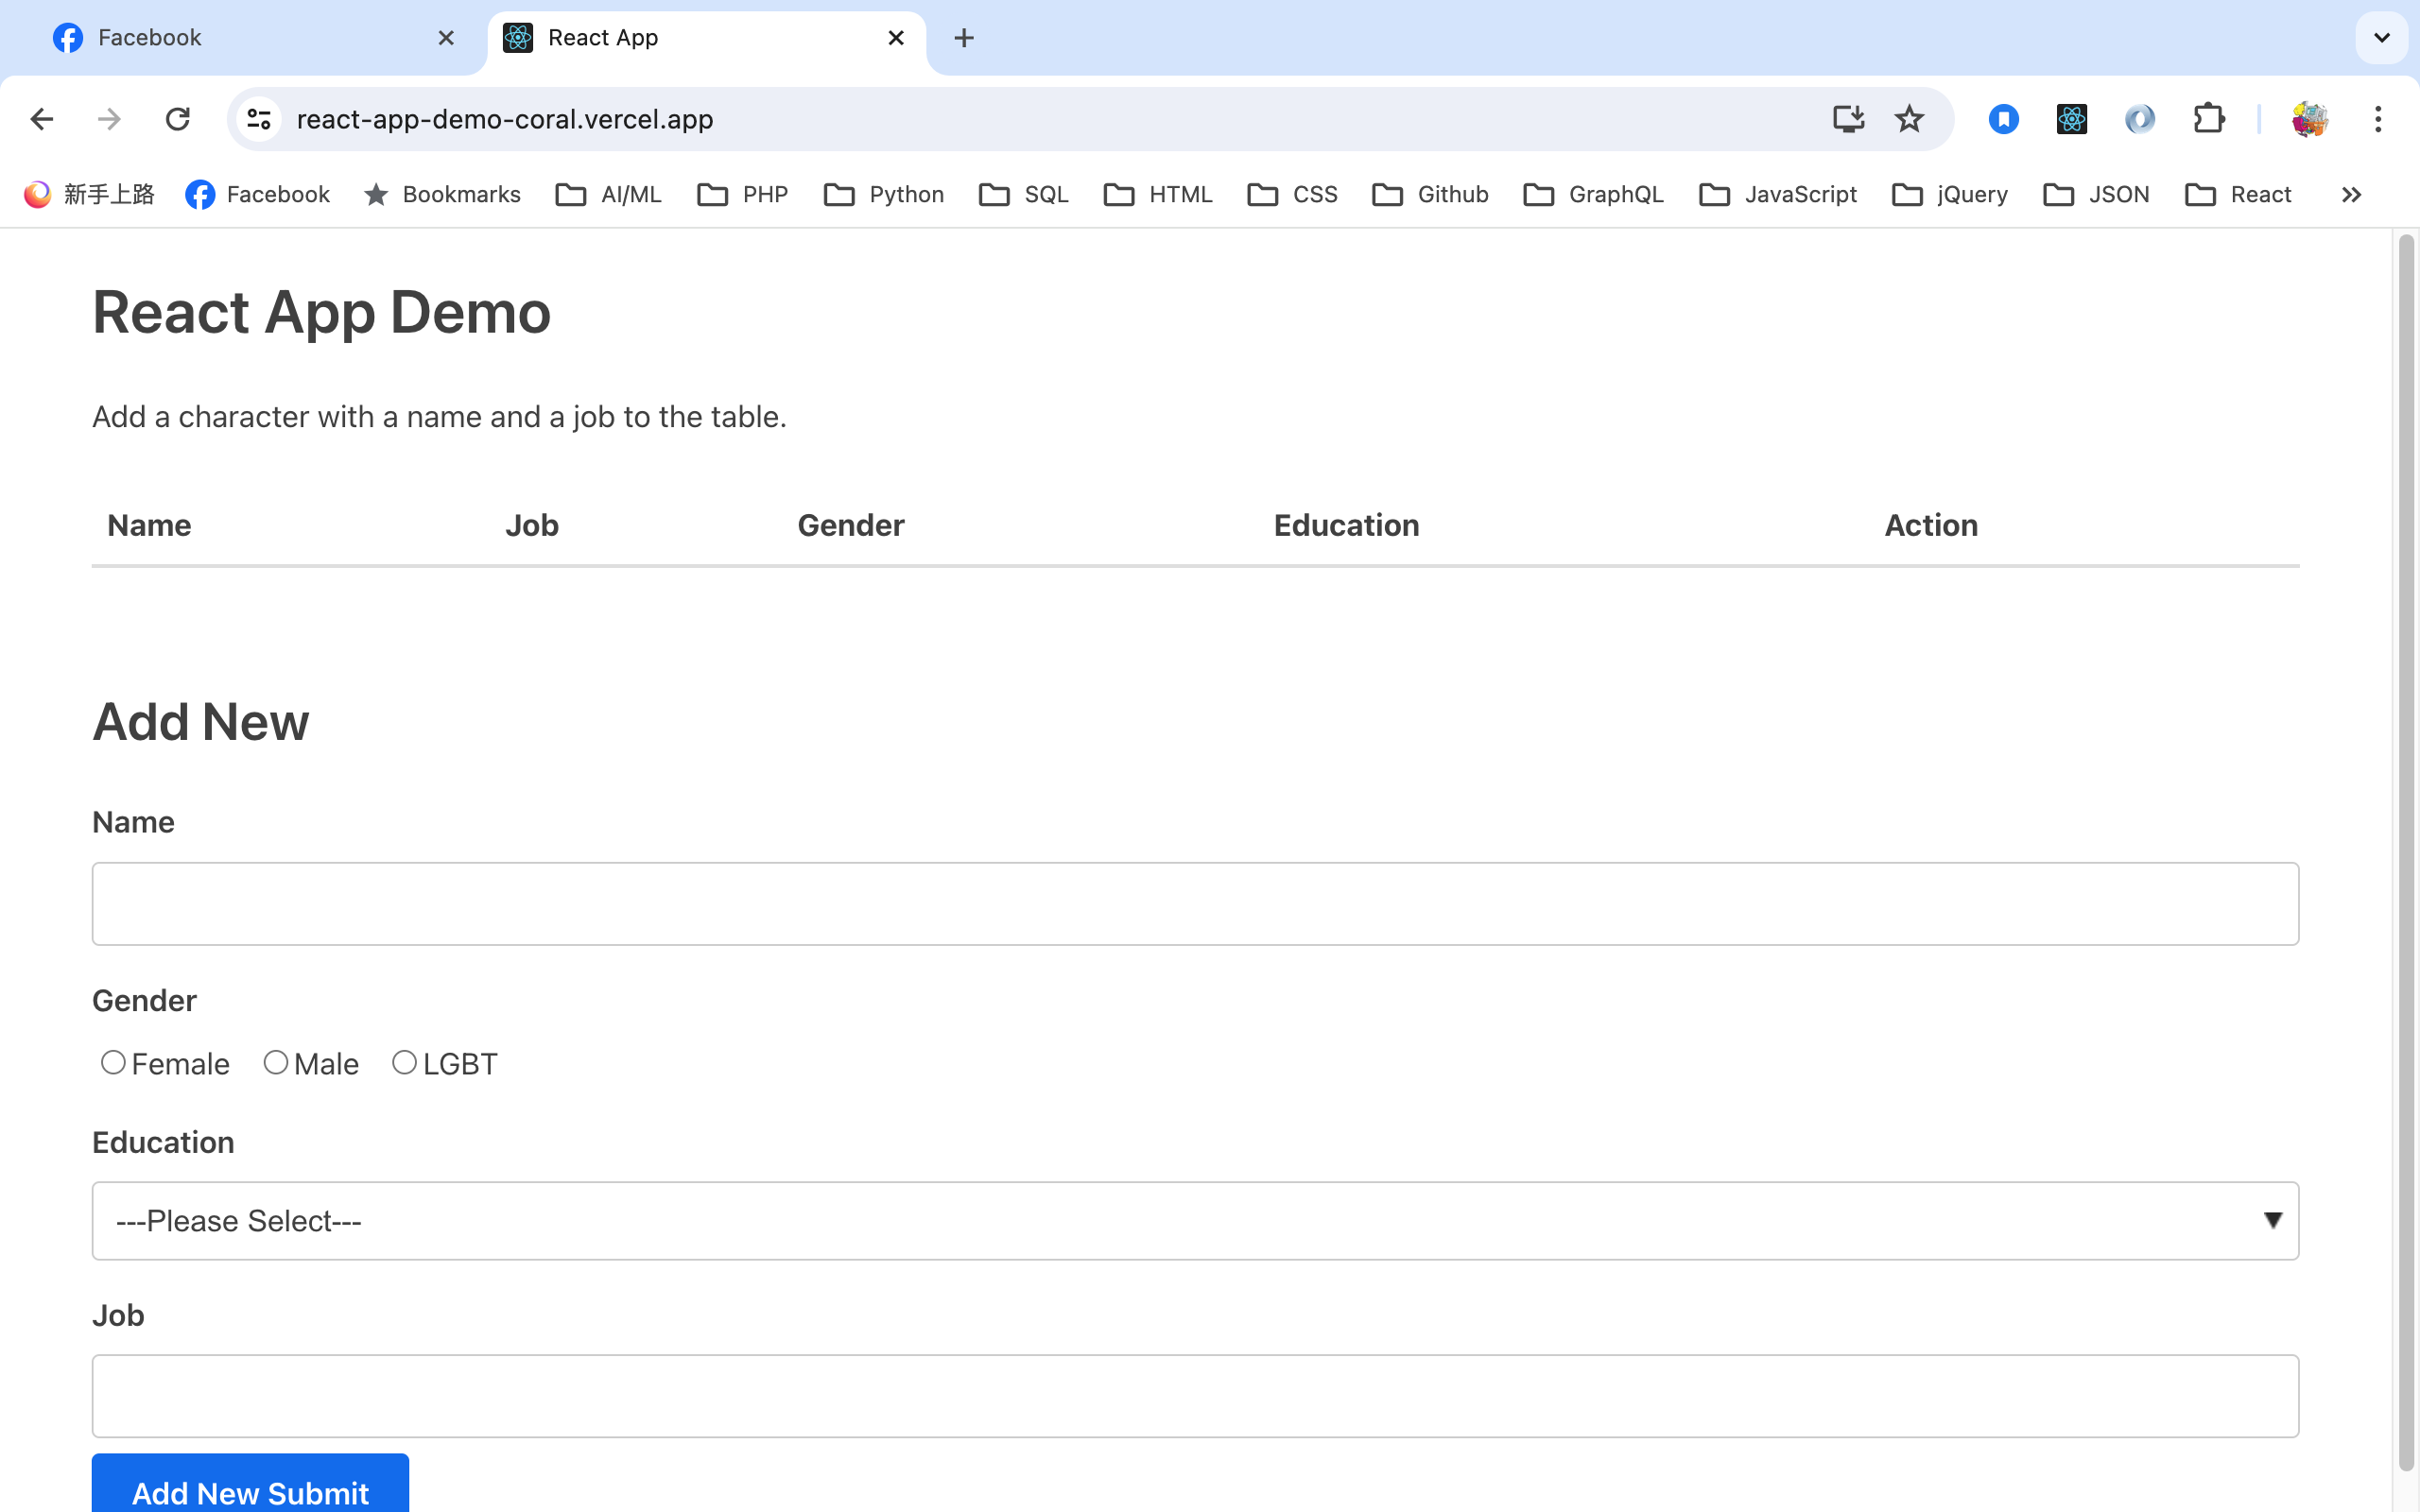 Facebook React App
react-app-demo-coral.vercel.app
新手上路 Facebook Bookmarks AI/ML PHP Python SQL HTML CSS Github GraphQL JavaScript jQuery JSON React
React App Demo
Add a character with a name and a job to the table.
Name Job Gender Education Action
Add New
Name
Gender
Female Male LGBT
Education
---Please Select---
Job
Add New Submit